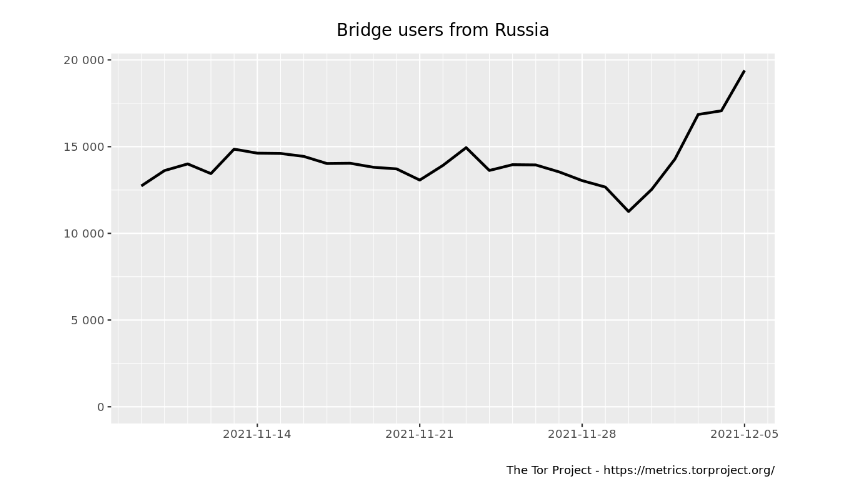 Bridge users from Russia
20 000
15 000
10 000
5 000
0
2021-11-14 2021-11-21 2021-11-28 2021-12-05
The Tor Project - https://metrics.torproject.org/